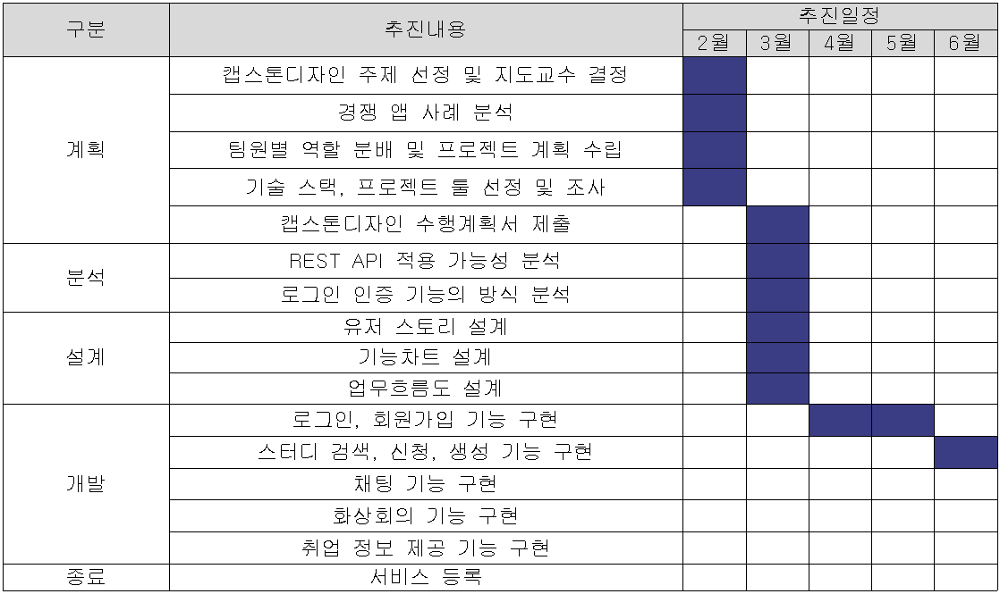 구분 추진내용 추진일정
2월 3월 4월 5월 6월
계획
캡스톤디자인 주제 선정 및 지도교수 결정
경쟁 앱 사례 분석
팀원별 역할 분배 및 프로젝트 계획 수립
기술 스택, 프로젝트 툴 선정 및 조사
캡스톤디자인 수행계획서 제출
분석
REST API 적용 가능성 분석
로그인 인증 기능의 방식 분석
설계
유저 스토리 설계
기능차트 설계
업무흐름도 설계
개발
로그인, 회원가입 기능 구현
스터디 검색, 신청, 생성 기능 구현
채팅 기능 구현
화상회의 기능 구현
취업 정보 제공 기능 구현
종료 서비스 등록